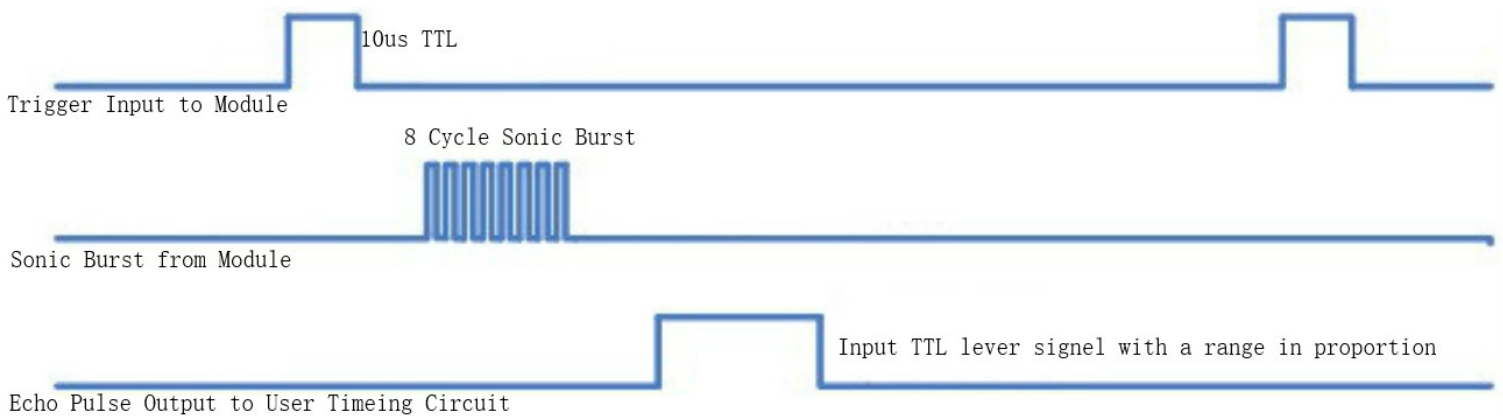 10us TTL
Trigger Input to Module
8 Cycle Sonic Burst
Sonic Burst from Module
Input TTL lever signel with a range in proportion
Echo Pulse Output to User Timeing Circuit